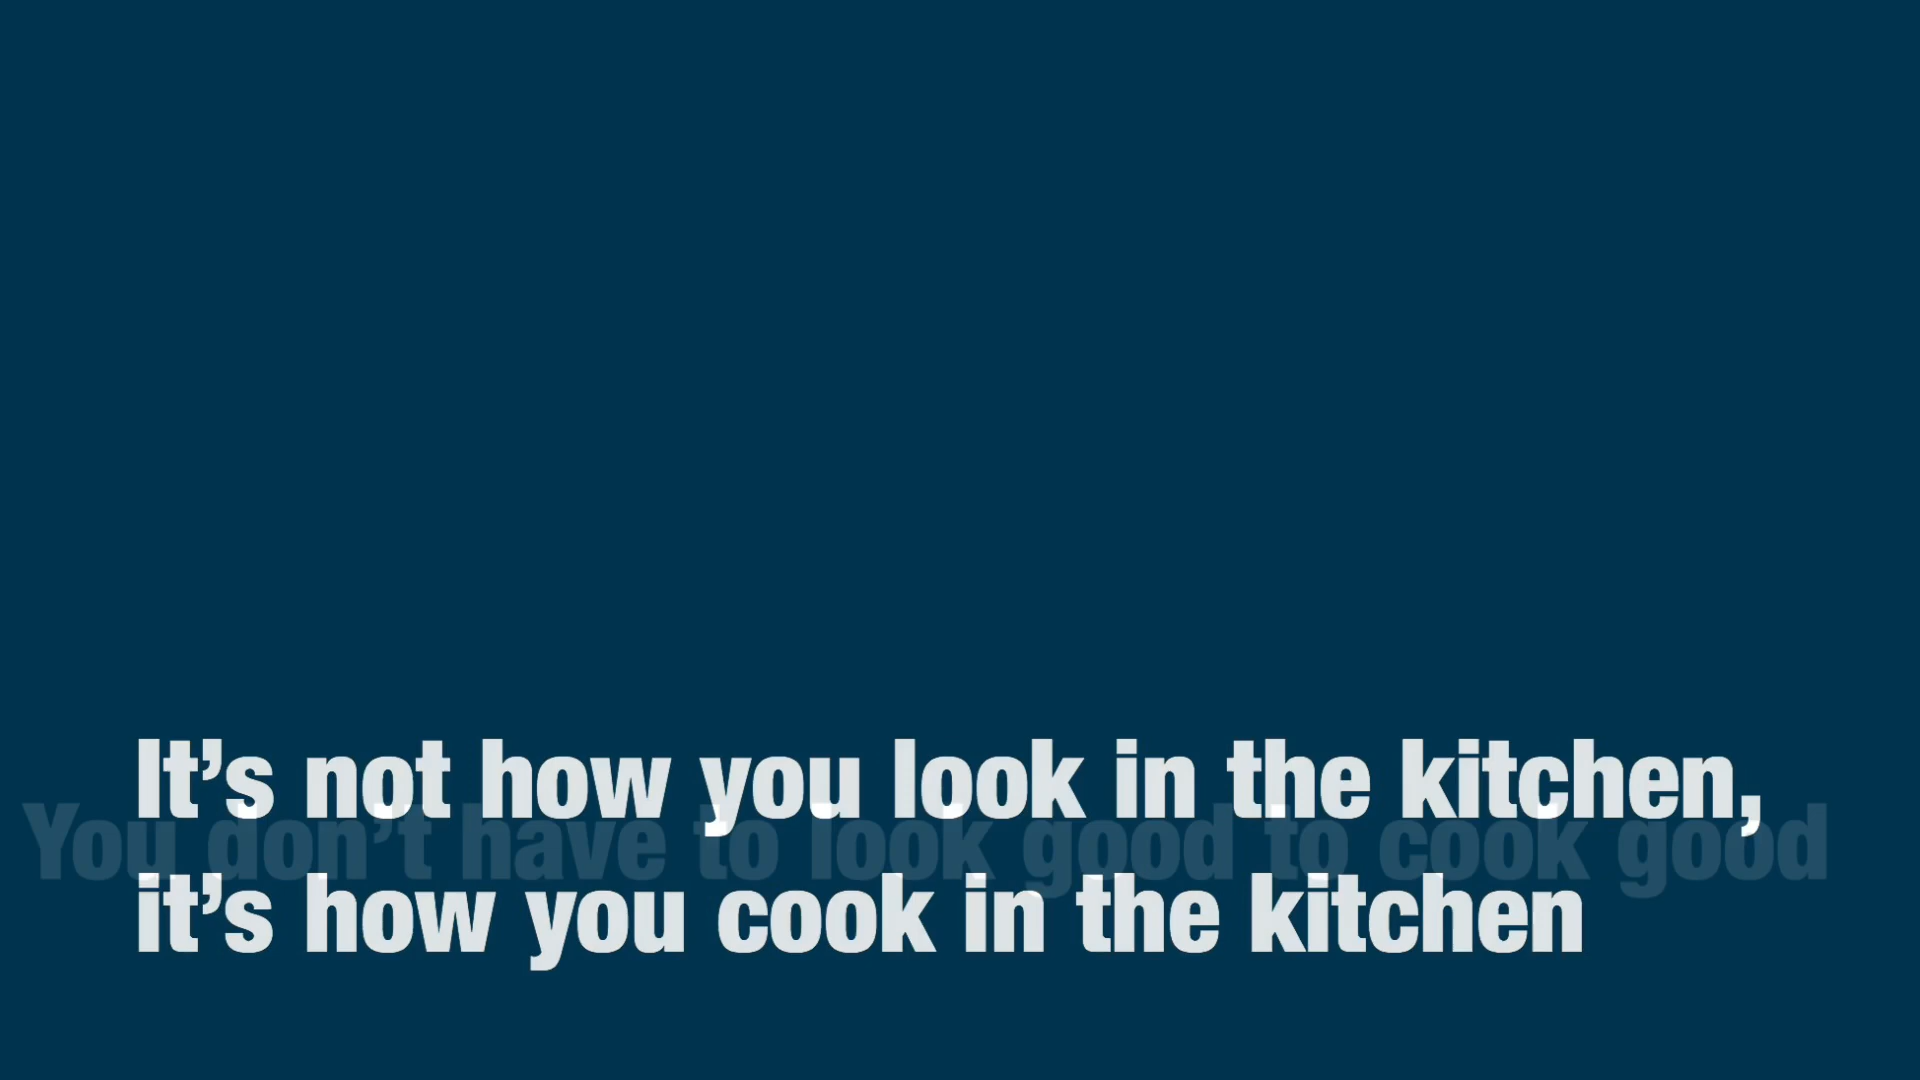 It’s not how you look in the kitchen,
You don’t have to look good to cook good
it’s how you cook in the kitchen